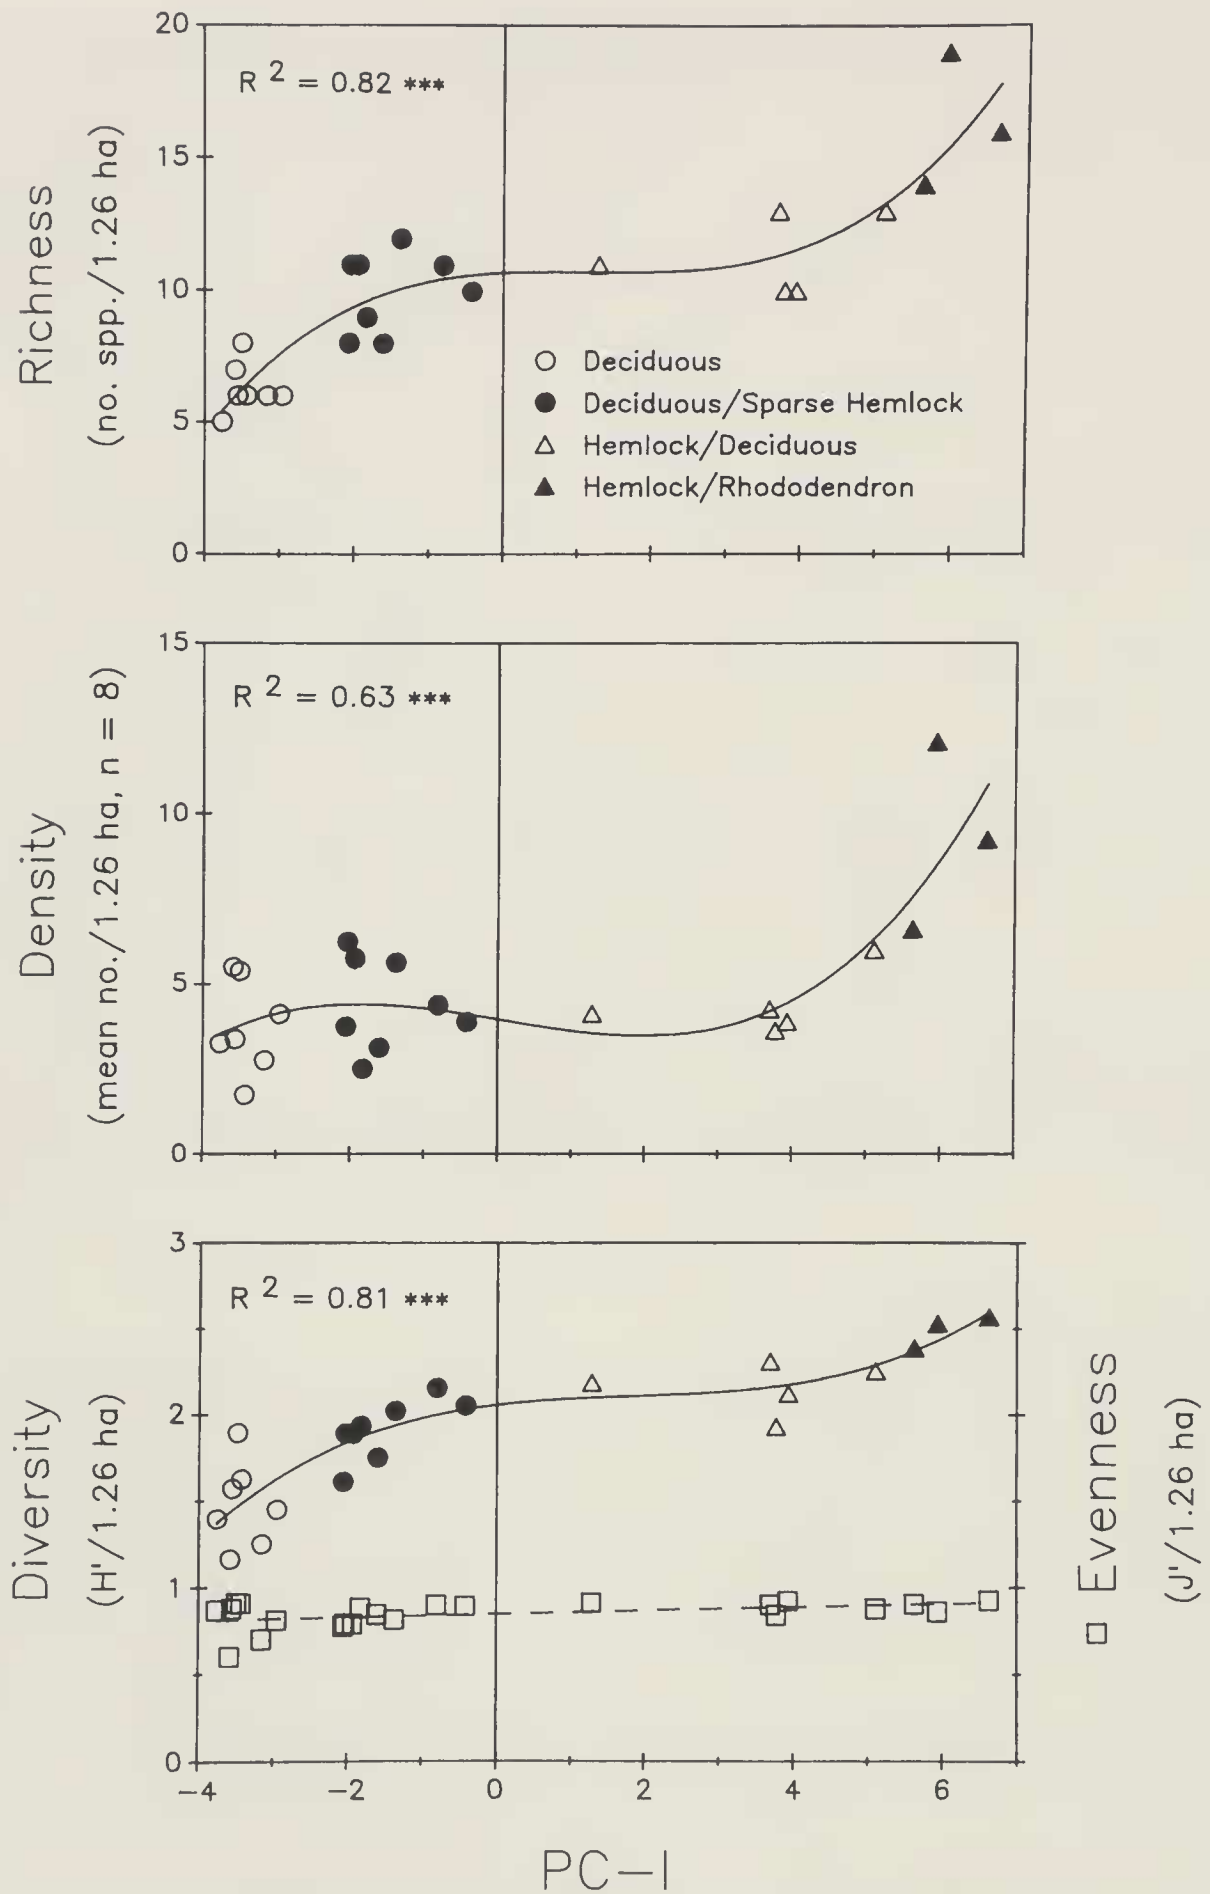 Richness
(no. spp./1.26 ha)
20
15
10
5
0
R 2 = 0.82 ***
Deciduous
Deciduous/Sparse Hemlock
Hemlock/Deciduous
Hemlock/Rhododendron
Density
(mean no./1.26 ha, n = 8)
15
10
5
0
R 2 = 0.63 ***
Diversity
(H'/1.26 ha)
3
2
1
0
R 2 = 0.81 ***
Evenness
(J'/1.26 ha)
−4 −2 0 2 4 6
PC−I